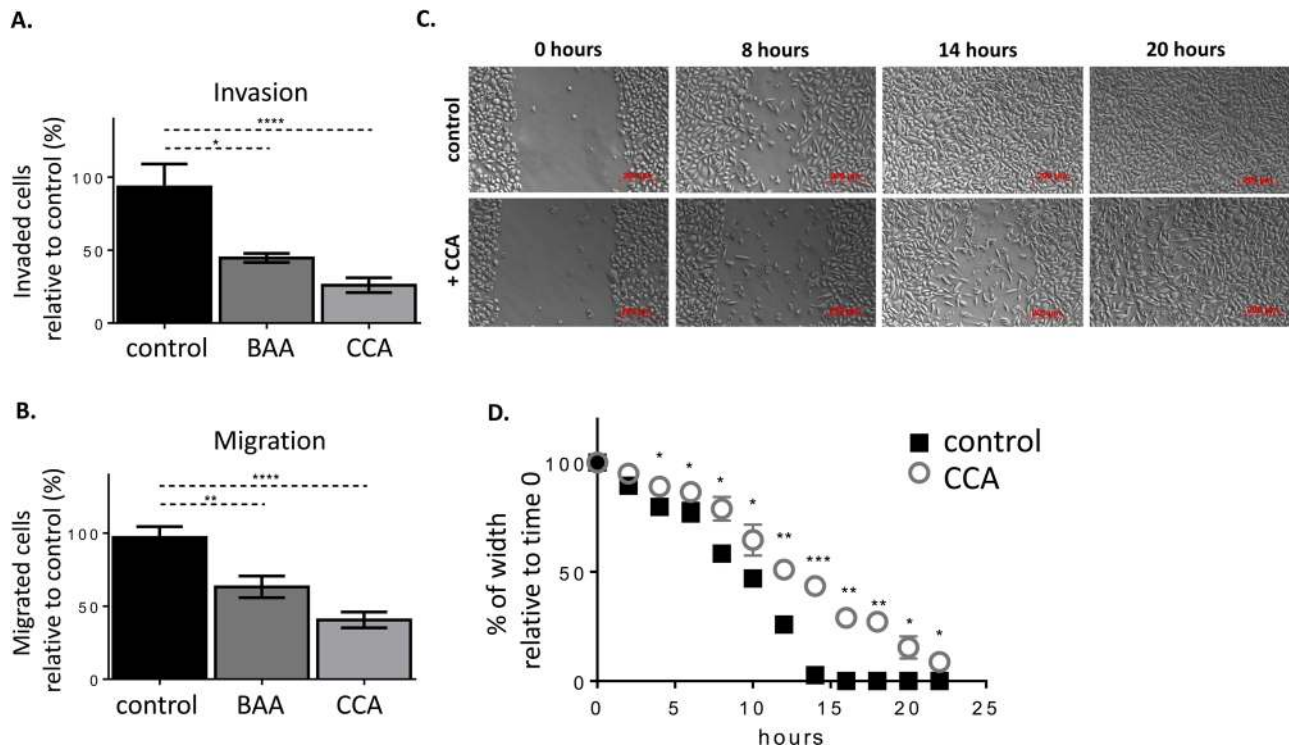 A.
Invasion
****
*
Invaded cells
relative to control (%)
100
50
0
control BAA CCA
B.
Migration
****
**
Migrated cells
relative to control (%)
100
50
0
control BAA CCA
C.
0 hours 8 hours 14 hours 20 hours
control
+ CCA
D.
control
CCA
% of width
relative to time 0
100
50
0
* * * * ** *** ** ** * *
0 5 10 15 20 25
hours